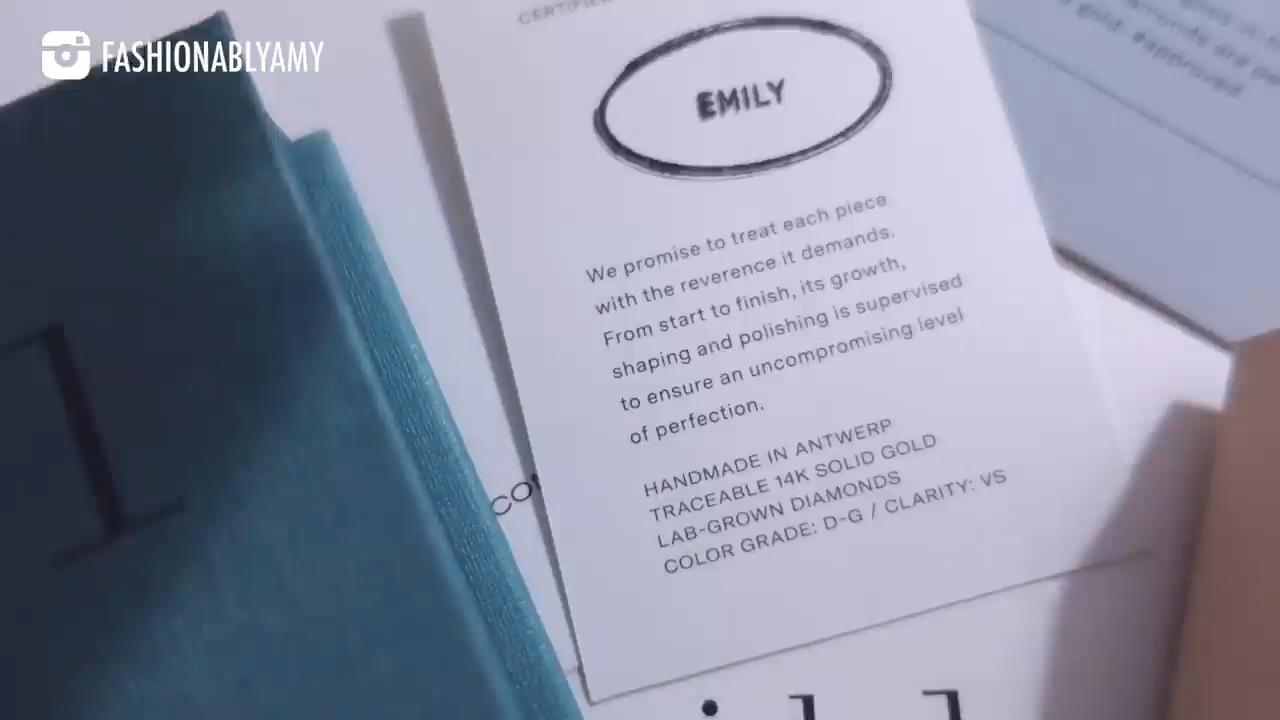 FASHIONABLYAMY
CERTIFIED
EMILY
We promise to treat each piece
with the reverence it demands.
From start to finish, its growth,
shaping and polishing is supervised
to ensure an uncompromising level
of perfection.
HANDMADE IN ANTWERP
TRACEABLE 14K SOLID GOLD
LAB-GROWN DIAMONDS
COLOR GRADE: D-G / CLARITY: VS